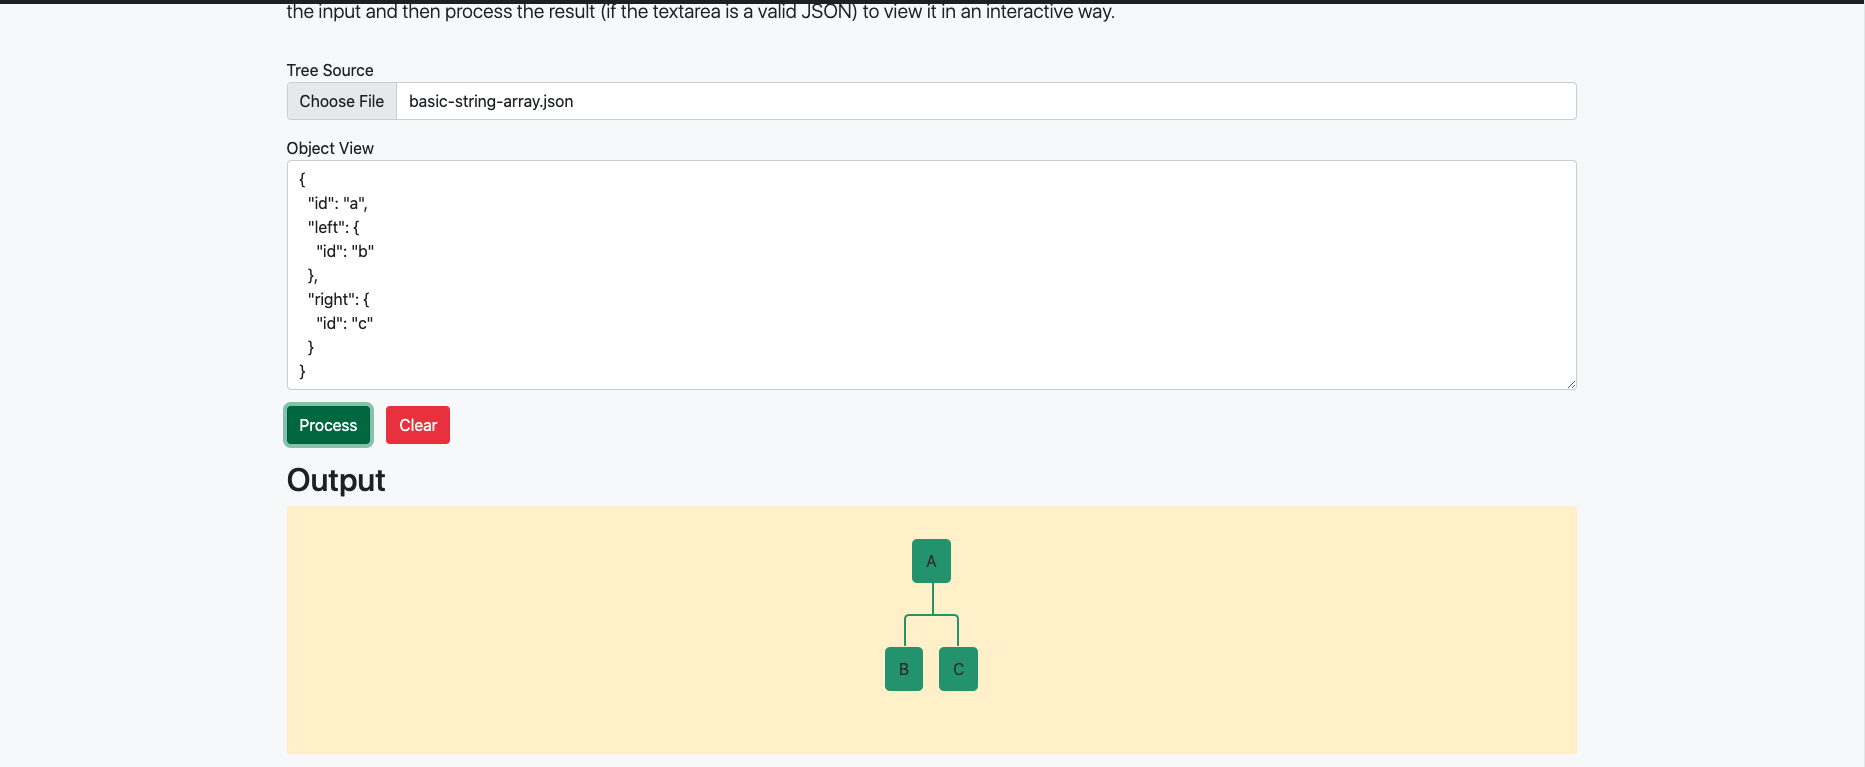 the input and then process the result (if the textarea is a valid JSON) to view it in an interactive way.
Tree Source
Choose File basic-string-array.json
Object View
{
"id": "a",
"left": {
"id": "b"
},
"right": {
"id": "c"
}
}
Process Clear
Output
A
B C